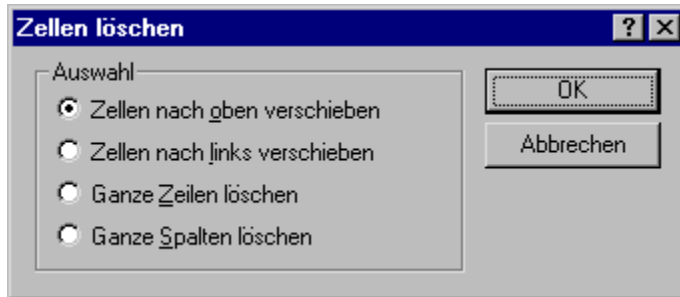 Zellen löschen
Auswahl
Zellen nach oben verschieben
Zellen nach links verschieben
Ganze Zeilen löschen
Ganze Spalten löschen
OK
Abbrechen